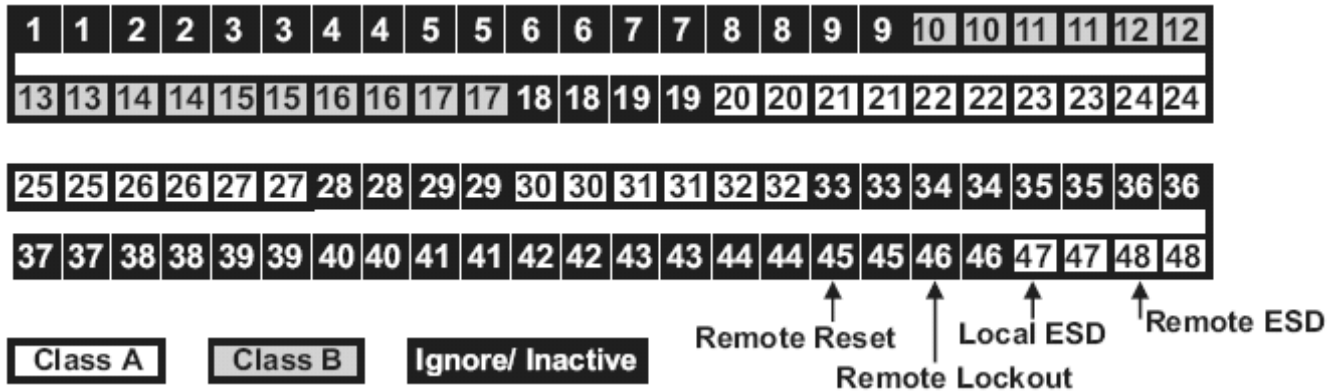 1 1 2 2 3 3 4 4 5 5 6 6 7 7 8 8 9 9 10 10 11 11 12 12
13 13 14 14 15 15 16 16 17 17 18 18 19 19 20 20 21 21 22 22 23 23 24 24
25 25 26 26 27 27 28 28 29 29 30 30 31 31 32 32 33 33 34 34 35 35 36 36
37 37 38 38 39 39 40 40 41 41 42 42 43 43 44 44 45 45 46 46 47 47 48 48
Remote Reset
Local ESD
Remote ESD
Remote Lockout
Class A
Class B
Ignore/ Inactive